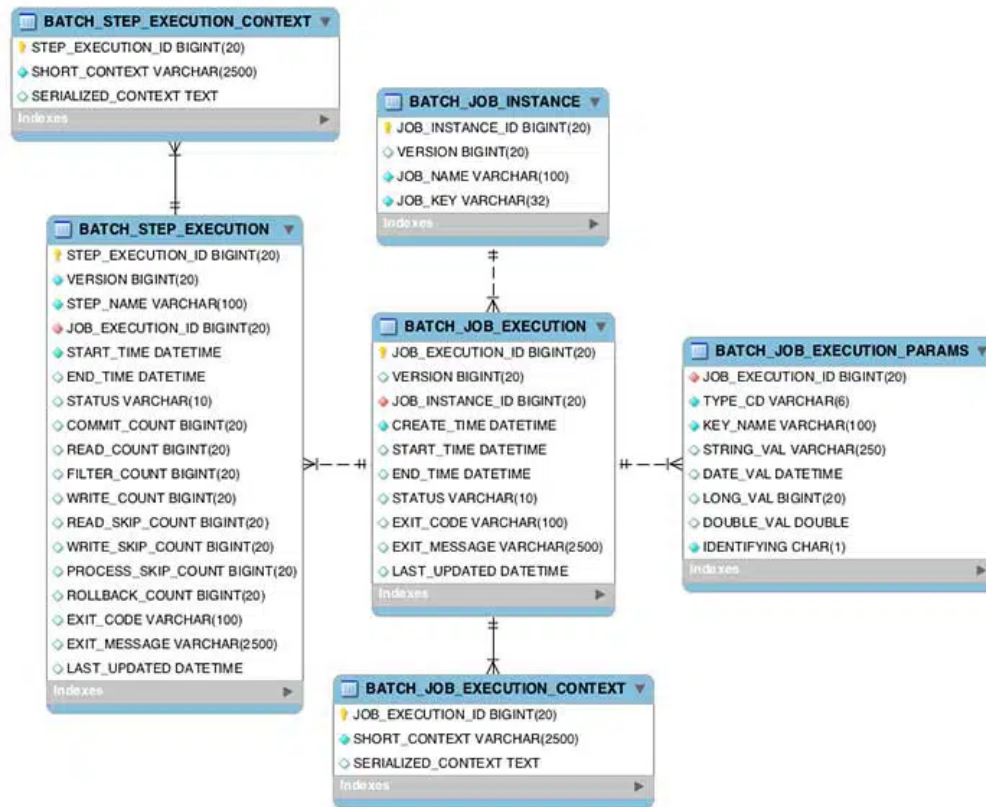 BATCH_STEP_EXECUTION_CONTEXT
STEP_EXECUTION_ID BIGINT(20)
SHORT_CONTEXT VARCHAR(2500)
SERIALIZED_CONTEXT TEXT
Indexes
BATCH_JOB_INSTANCE
JOB_INSTANCE_ID BIGINT(20)
VERSION BIGINT(20)
JOB_NAME VARCHAR(100)
JOB_KEY VARCHAR(32)
Indexes
BATCH_STEP_EXECUTION
STEP_EXECUTION_ID BIGINT(20)
VERSION BIGINT(20)
STEP_NAME VARCHAR(100)
JOB_EXECUTION_ID BIGINT(20)
START_TIME DATETIME
END_TIME DATETIME
STATUS VARCHAR(10)
COMMIT_COUNT BIGINT(20)
READ_COUNT BIGINT(20)
FILTER_COUNT BIGINT(20)
WRITE_COUNT BIGINT(20)
READ_SKIP_COUNT BIGINT(20)
WRITE_SKIP_COUNT BIGINT(20)
PROCESS_SKIP_COUNT BIGINT(20)
ROLLBACK_COUNT BIGINT(20)
EXIT_CODE VARCHAR(100)
EXIT_MESSAGE VARCHAR(2500)
LAST_UPDATED DATETIME
Indexes
BATCH_JOB_EXECUTION
JOB_EXECUTION_ID BIGINT(20)
VERSION BIGINT(20)
JOB_INSTANCE_ID BIGINT(20)
CREATE_TIME DATETIME
START_TIME DATETIME
END_TIME DATETIME
STATUS VARCHAR(10)
EXIT_CODE VARCHAR(100)
EXIT_MESSAGE VARCHAR(2500)
LAST_UPDATED DATETIME
Indexes
BATCH_JOB_EXECUTION_PARAMS
JOB_EXECUTION_ID BIGINT(20)
TYPE_CD VARCHAR(6)
KEY_NAME VARCHAR(100)
STRING_VAL VARCHAR(250)
DATE_VAL DATETIME
LONG_VAL BIGINT(20)
DOUBLE_VAL DOUBLE
IDENTIFYING CHAR(1)
Indexes
BATCH_JOB_EXECUTION_CONTEXT
JOB_EXECUTION_ID BIGINT(20)
SHORT_CONTEXT VARCHAR(2500)
SERIALIZED_CONTEXT TEXT
Indexes